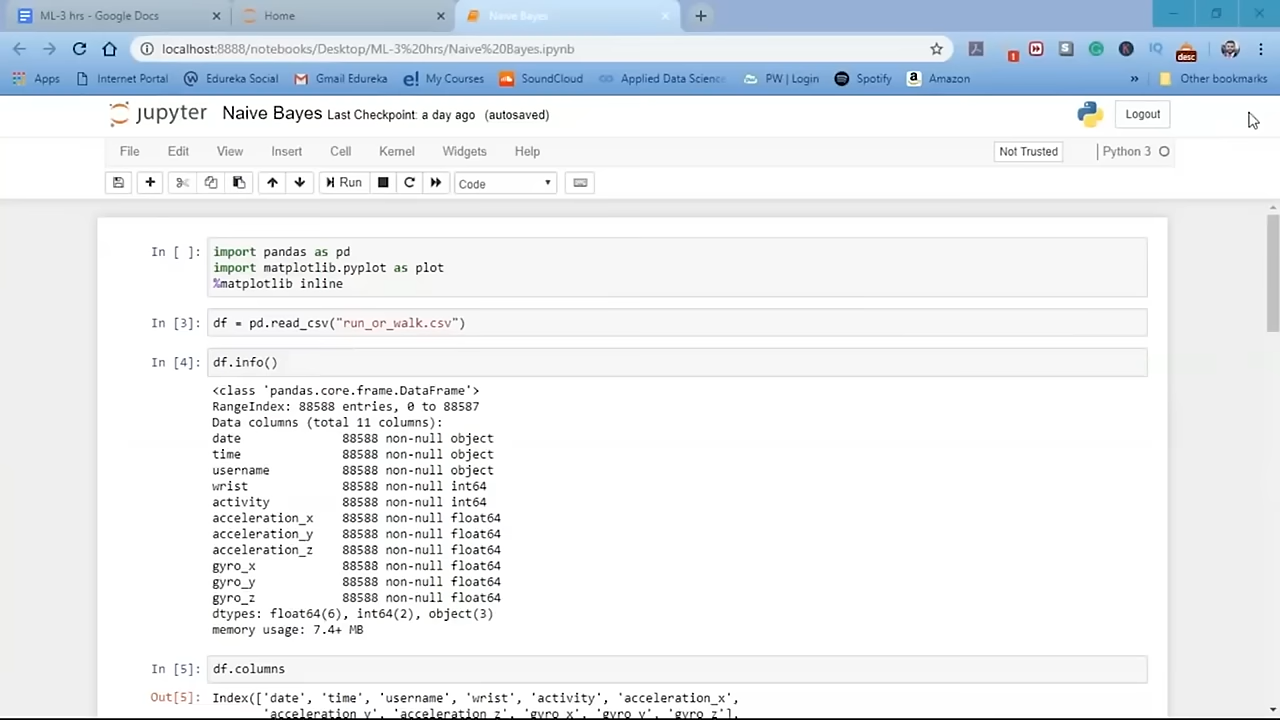 ML-3 hrs - Google Docs
Home
Naive Bayes
localhost:8888/notebooks/Desktop/ML-3%20hrs/Naive%20Bayes.ipynb
Apps Internet Portal Edureka Social Gmail Edureka My Courses SoundCloud Applied Data Scienc PW | Login Spotify Amazon » Other bookmarks
jupyter Naive Bayes Last Checkpoint: a day ago (autosaved) Logout
File Edit View Insert Cell Kernel Widgets Help Not Trusted Python 3
Run Code
In [ ]: import pandas as pd
import matplotlib.pyplot as plot
%matplotlib inline
In [3]: df = pd.read_csv("run_or_walk.csv")
In [4]: df.info()
<class 'pandas.core.frame.DataFrame'>
RangeIndex: 88588 entries, 0 to 88587
Data columns (total 11 columns):
date 88588 non-null object
time 88588 non-null object
username 88588 non-null object
wrist 88588 non-null int64
activity 88588 non-null int64
acceleration_x 88588 non-null float64
acceleration_y 88588 non-null float64
acceleration_z 88588 non-null float64
gyro_x 88588 non-null float64
gyro_y 88588 non-null float64
gyro_z 88588 non-null float64
dtypes: float64(6), int64(2), object(3)
memory usage: 7.4+ MB
In [5]: df.columns
Out[5]: Index(['date', 'time', 'username', 'wrist', 'activity', 'acceleration_x',
'acceleration_y', 'acceleration_z', 'gyro_x', 'gyro_y', 'gyro_z'],